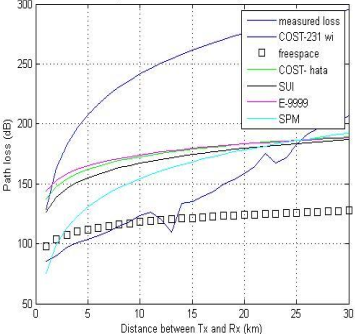 300
250
200
150
100
50
Path loss (dB)
measured loss
COST-231 wi
freespace
COST- hata
SUI
E-9999
SPM
0 5 10 15 20 25 30
Distance between Tx and Rx (km)